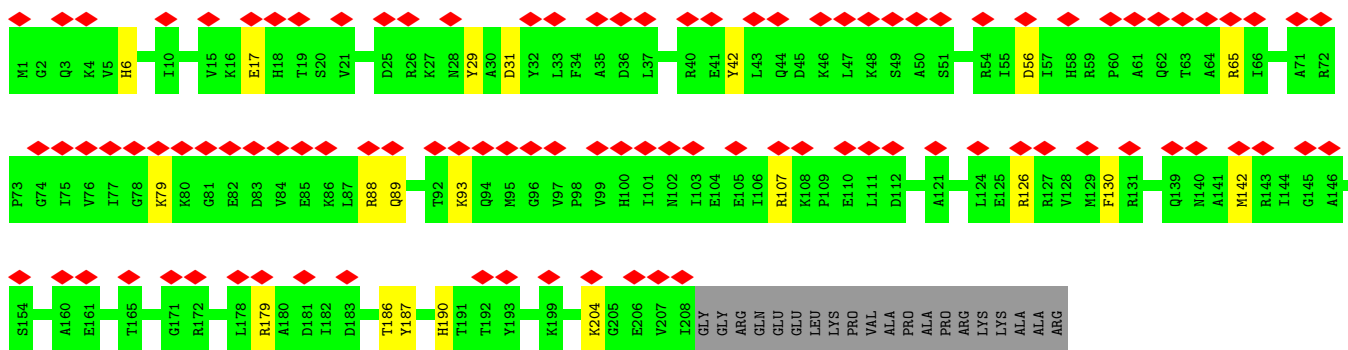 M1 G2 Q3 K4 V5 H6 I10 V15 K16 E17 H18 T19 S20 V21 D25 R26 K27 N28 Y29 A30 D31 Y32 L33 F34 A35 D36 L37 R40 E41 Y42 L43 Q44 D45 K46 L47 K48 S49 A50 S51 R54 I55 D56 I57 H58 R59 P60 A61 Q62 T63 A64 R65 I66 A71 R72
P73 G74 I75 V76 I77 G78 K79 K80 G81 E82 D83 V84 E85 K86 L87 R88 Q89 T92 K93 Q94 M95 G96 V97 P98 V99 H100 I101 N102 I103 E104 E105 I106 R107 K108 P109 E110 L111 D112 A121 L124 E125 R126 R127 V128 M129 F130 R131 Q139 N140 A141 M142 R143 I144 G145 A146
S154 A160 E161 T165 G171 R172 L178 R179 A180 D181 I182 D183 T186 Y187 H190 T191 T192 Y193 K199 K204 G205 E206 V207 I208 GLY GLY ARG GLN GLU GLU LEU LYS PRO VAL ALA PRO ALA PRO ARG LYS LYS ALA ALA ARG